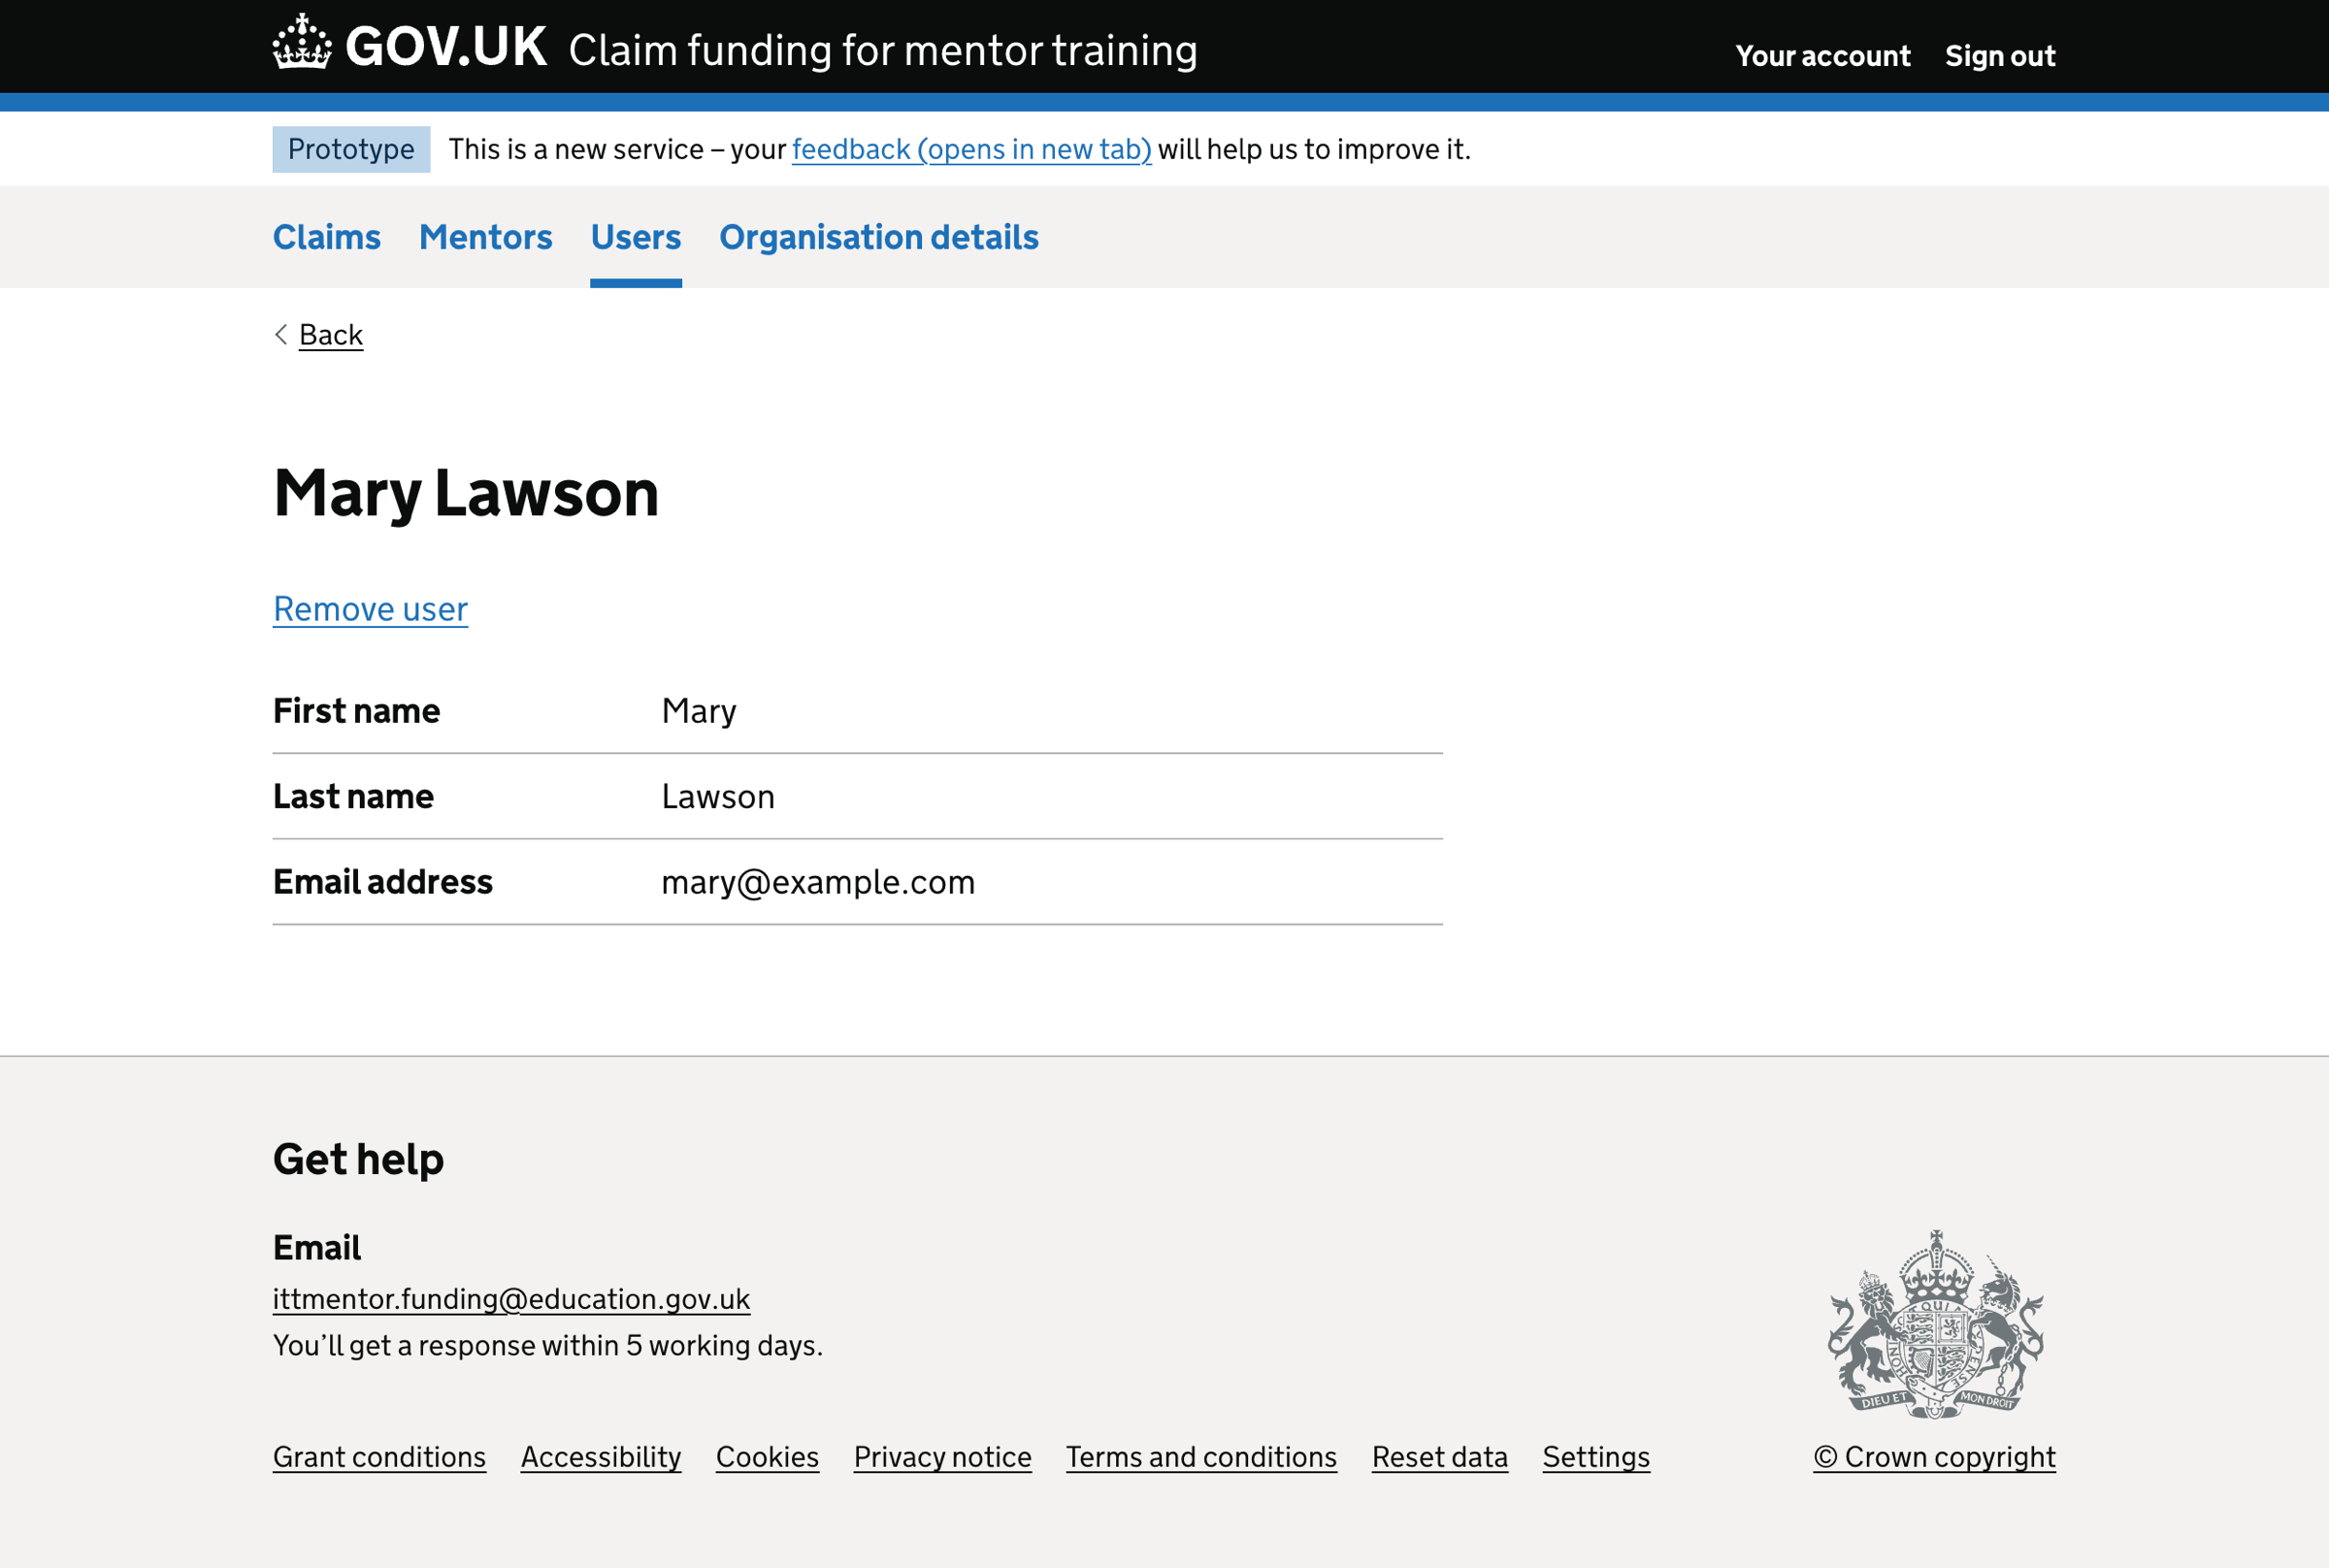 GOV.UK Claim funding for mentor training
Your account Sign out
Prototype This is a new service – your feedback (opens in new tab) will help us to improve it.
Claims Mentors Users Organisation details
Back
Mary Lawson
Remove user
First name Mary
Last name Lawson
Email address mary@example.com
Get help
Email
ittmentor.funding@education.gov.uk
You’ll get a response within 5 working days.
DIEU ET MON DROIT
Grant conditions Accessibility Cookies Privacy notice Terms and conditions Reset data Settings
© Crown copyright